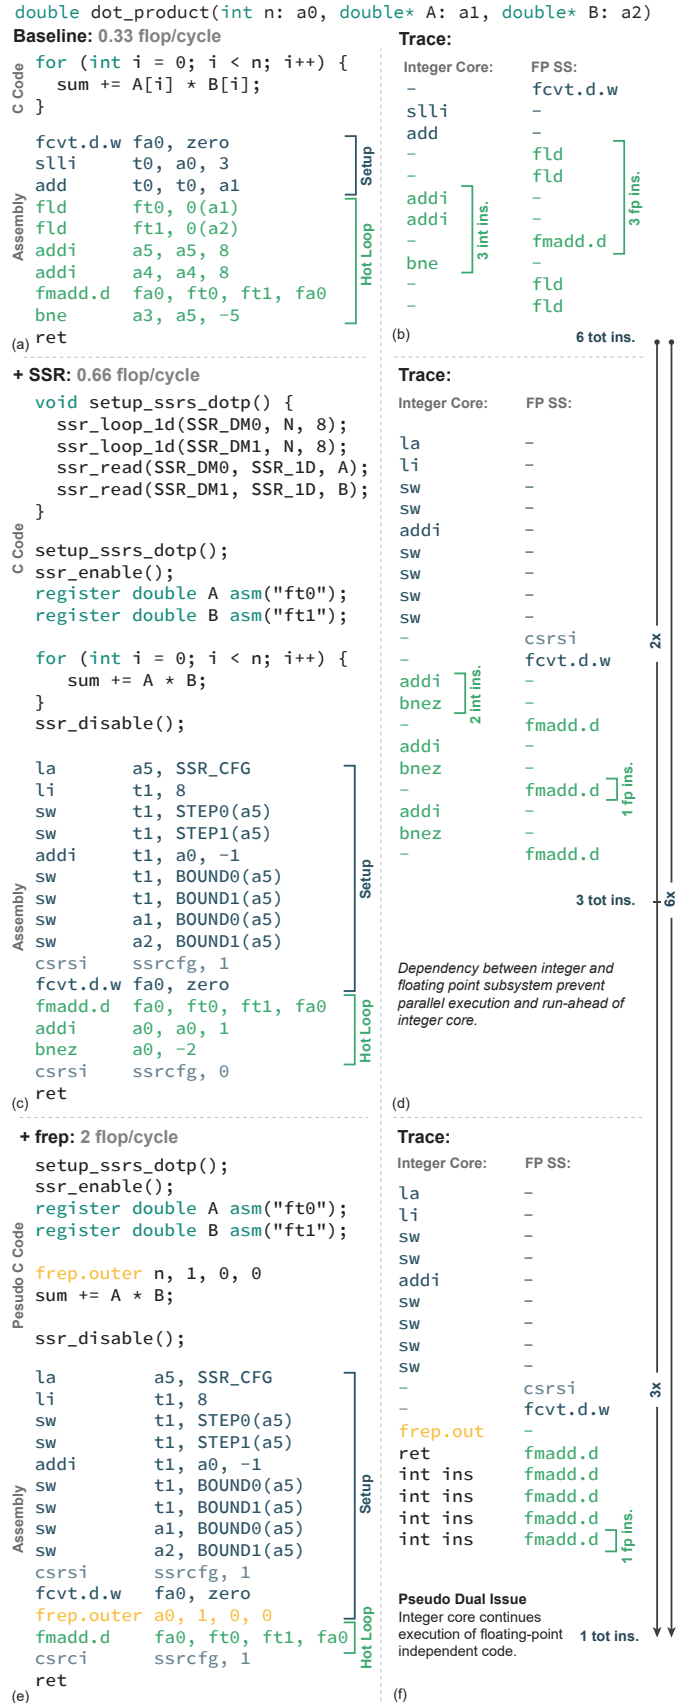 double dot_product(int n: a0, double* A: a1, double* B: a2)
Baseline: 0.33 flop/cycle
C Code
for (int i = 0; i < n; i++) {
sum += A[i] * B[i];
}
Assembly
fcvt.d.w fa0, zero
slli t0, a0, 3
add t0, t0, a1
Setup
fld ft0, 0(a1)
fld ft1, 0(a2)
addi a5, a5, 8
addi a4, a4, 8
fmadd.d fa0, ft0, ft1, fa0
bne a3, a5, -5
Hot Loop
ret
(a)
Trace:
Integer Core: FP SS:
- fcvt.d.w
slli -
add -
- fld
- fld
addi -
addi -
- fmadd.d
bne -
- fld
- fld
3 int ins.
3 fp ins.
(b)
6 tot ins.
+ SSR: 0.66 flop/cycle
C Code
void setup_ssrs_dotp() {
ssr_loop_1d(SSR_DM0, N, 8);
ssr_loop_1d(SSR_DM1, N, 8);
ssr_read(SSR_DM0, SSR_1D, A);
ssr_read(SSR_DM1, SSR_1D, B);
}
setup_ssrs_dotp();
ssr_enable();
register double A asm("ft0");
register double B asm("ft1");
for (int i = 0; i < n; i++) {
sum += A * B;
}
ssr_disable();
Assembly
la a5, SSR_CFG
li t1, 8
sw t1, STEP0(a5)
sw t1, STEP1(a5)
addi t1, a0, -1
sw t1, BOUND0(a5)
sw t1, BOUND1(a5)
sw a1, BOUND0(a5)
sw a2, BOUND1(a5)
csrsi ssrcfg, 1
fcvt.d.w fa0, zero
Setup
fmadd.d fa0, ft0, ft1, fa0
addi a0, a0, 1
bnez a0, -2
Hot Loop
csrsi ssrcfg, 0
ret
(c)
Trace:
Integer Core: FP SS:
la -
li -
sw -
sw -
addi -
sw -
sw -
sw -
sw -
- csrsi
- fcvt.d.w
addi -
bnez -
- fmadd.d
addi -
bnez -
- fmadd.d
addi -
bnez -
- fmadd.d
2 int ins.
1 fp ins.
3 tot ins.
Dependency between integer and
floating point subsystem prevent
parallel execution and run-ahead of
integer core.
(d)
2x
6x
+ frep: 2 flop/cycle
Pesudo C Code
setup_ssrs_dotp();
ssr_enable();
register double A asm("ft0");
register double B asm("ft1");
frep.outer n, 1, 0, 0
sum += A * B;
ssr_disable();
Assembly
la a5, SSR_CFG
li t1, 8
sw t1, STEP0(a5)
sw t1, STEP1(a5)
addi t1, a0, -1
sw t1, BOUND0(a5)
sw t1, BOUND1(a5)
sw a1, BOUND0(a5)
sw a2, BOUND1(a5)
csrsi ssrcfg, 1
fcvt.d.w fa0, zero
frep.outer a0, 1, 0, 0
Setup
fmadd.d fa0, ft0, ft1, fa0
Hot Loop
csrci ssrcfg, 1
ret
(e)
Trace:
Integer Core: FP SS:
la -
li -
sw -
sw -
addi -
sw -
sw -
sw -
sw -
- csrsi
- fcvt.d.w
frep.out -
ret fmadd.d
int ins fmadd.d
int ins fmadd.d
int ins fmadd.d
int ins fmadd.d
1 fp ins.
3x
Pseudo Dual Issue
Integer core continues
execution of floating-point
independent code.
1 tot ins.
(f)